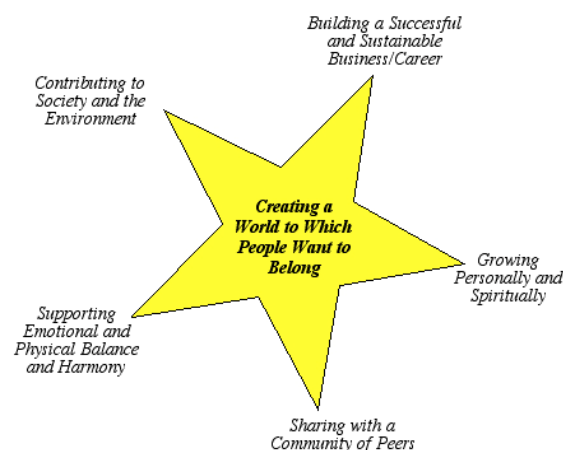 Building a Successful
and Sustainable
Business/Career
Contributing to
Society and the
Environment
Creating a
World to Which
People Want to
Belong
Growing
Personally and
Spiritually
Supporting
Emotional and
Physical Balance
and Harmony
Sharing with a
Community of Peers